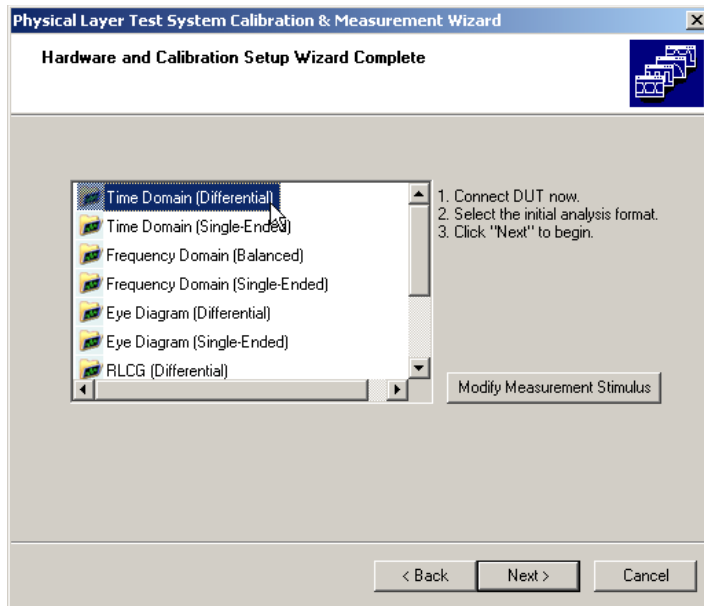 Physical Layer Test System Calibration & Measurement Wizard
Hardware and Calibration Setup Wizard Complete
Time Domain (Differential)
Time Domain (Single-Ended)
Frequency Domain (Balanced)
Frequency Domain (Single-Ended)
Eye Diagram (Differential)
Eye Diagram (Single-Ended)
RLCG (Differential)
1. Connect DUT now.
2. Select the initial analysis format.
3. Click "Next" to begin.
Modify Measurement Stimulus
< Back
Next >
Cancel